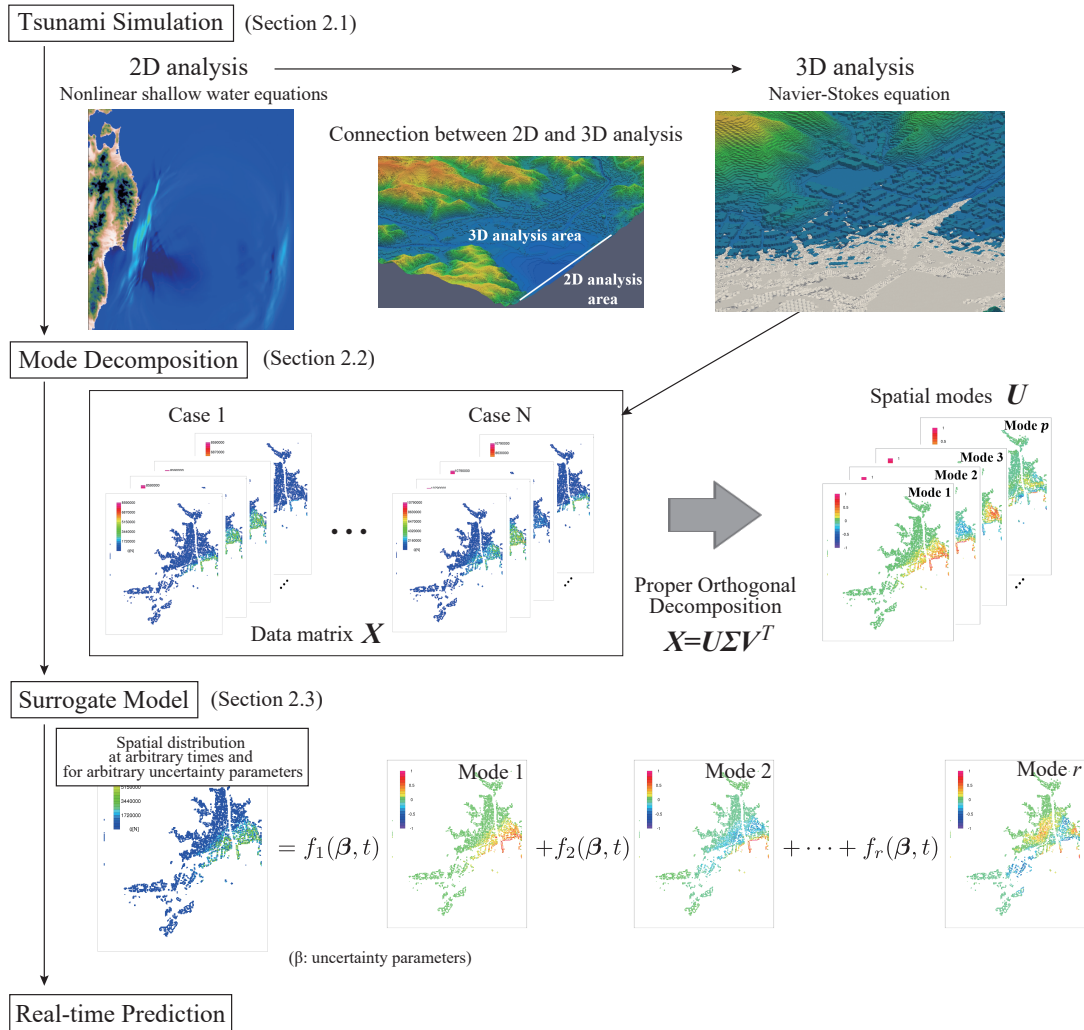 Tsunami Simulation (Section 2.1)
2D analysis
Nonlinear shallow water equations
3D analysis
Navier-Stokes equation
Connection between 2D and 3D analysis
3D analysis area
2D analysis
area
Mode Decomposition (Section 2.2)
Case 1
Case N
• • •
Data matrix X
Proper Orthogonal
Decomposition
X=UΣV^T
Spatial modes U
Mode p
Mode 3
Mode 2
Mode 1
Surrogate Model (Section 2.3)
Spatial distribution
at arbitrary times and
for arbitrary uncertainty parameters
3440000
1720000
Mode 1
Mode 2
Mode r
= f₁(β, t)
+f₂(β, t)
+ ⋯ + fᵣ(β, t)
(β: uncertainty parameters)
Real-time Prediction